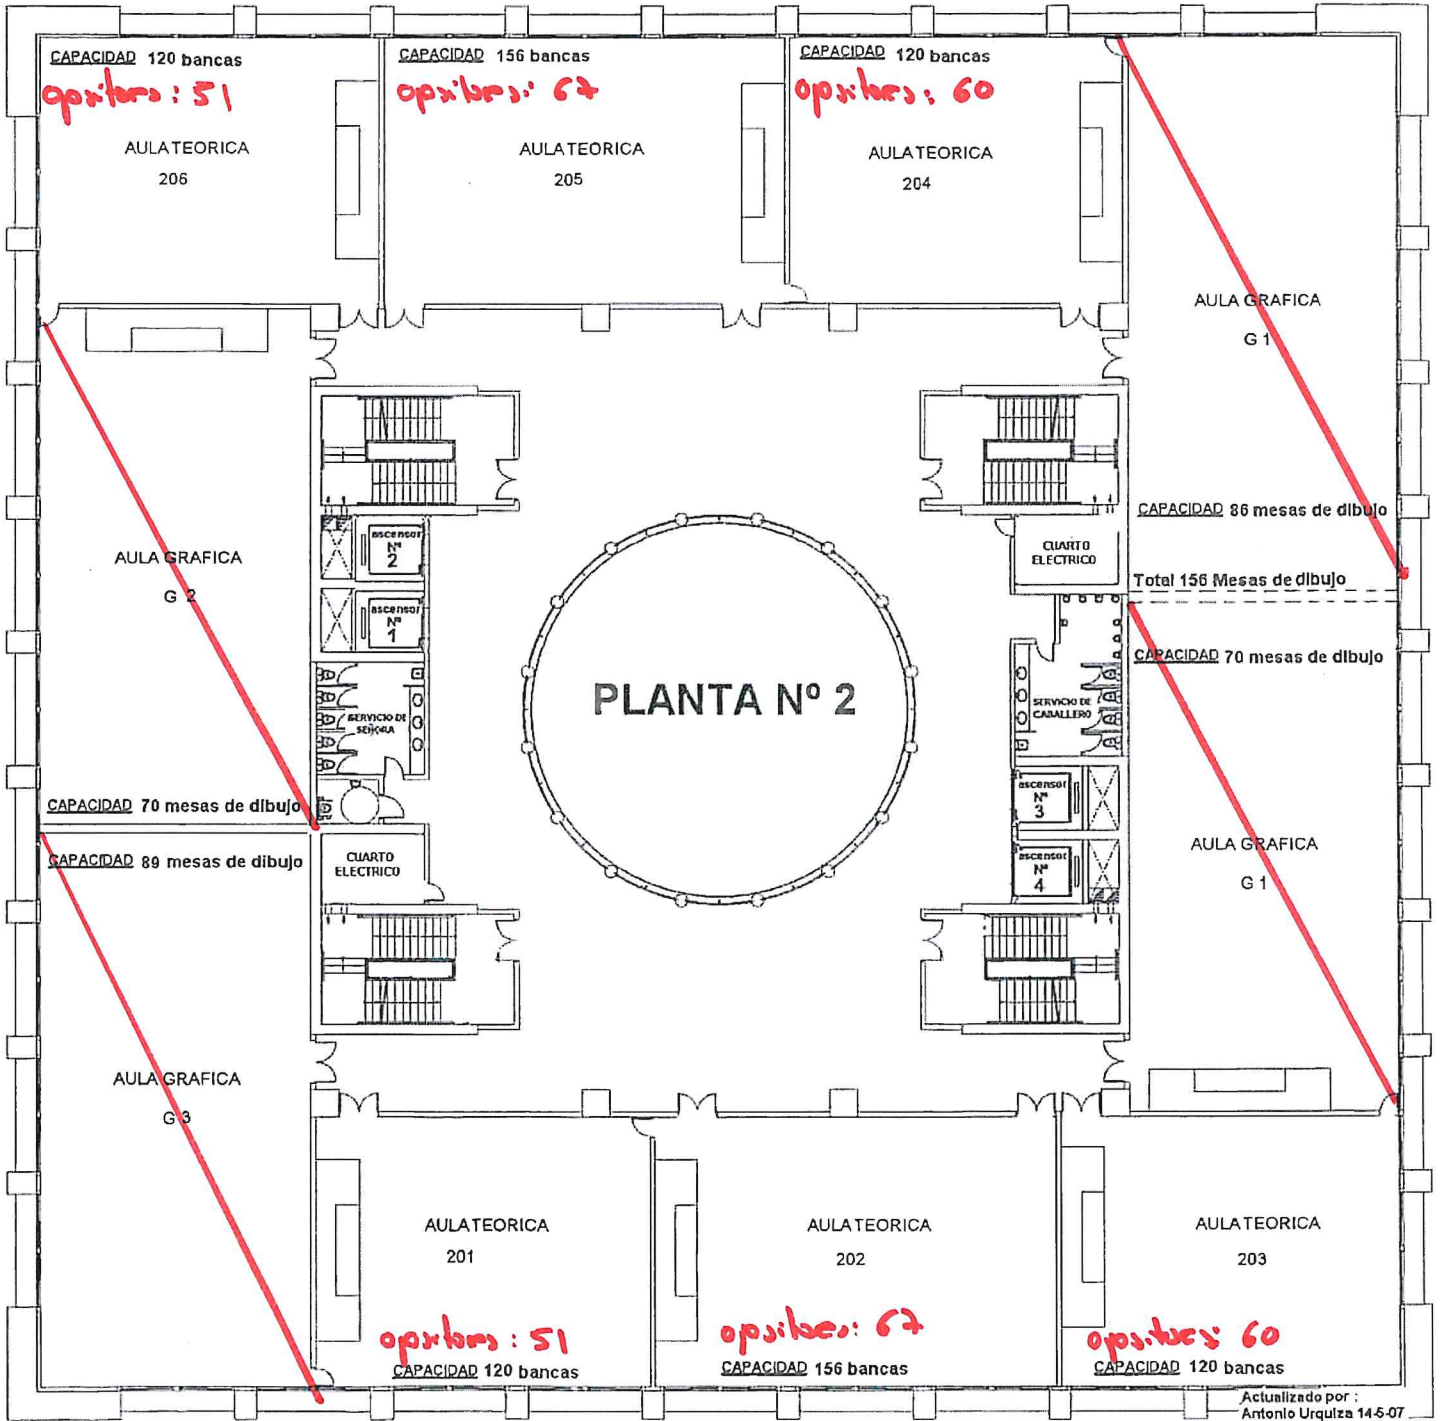 CAPACIDAD 120 bancas
opositores: 51
AULA TEORICA
206
CAPACIDAD 156 bancas
opositores: 67
AULA TEORICA
205
CAPACIDAD 120 bancas
opositores: 60
AULA TEORICA
204
AULA GRAFICA
G 1
CAPACIDAD 86 mesas de dibujo
Total 156 Mesas de dibujo
CAPACIDAD 70 mesas de dibujo
AULA GRAFICA
G 1
AULA GRAFICA
G 2
CAPACIDAD 70 mesas de dibujo
CAPACIDAD 89 mesas de dibujo
AULA GRAFICA
G 3
ascensor
Nº
2
ascensor
Nº
1
SERVICIO DE
SEÑORA
CUARTO
ELECTRICO
PLANTA Nº 2
CUARTO
ELECTRICO
SERVICIO DE
CABALLERO
ascensor
Nº
3
ascensor
Nº
4
AULA TEORICA
201
opositores: 51
CAPACIDAD 120 bancas
AULA TEORICA
202
opositores: 67
CAPACIDAD 156 bancas
AULA TEORICA
203
opositores: 60
CAPACIDAD 120 bancas
Actualizado por :
Antonio Urquiza 14-5-07